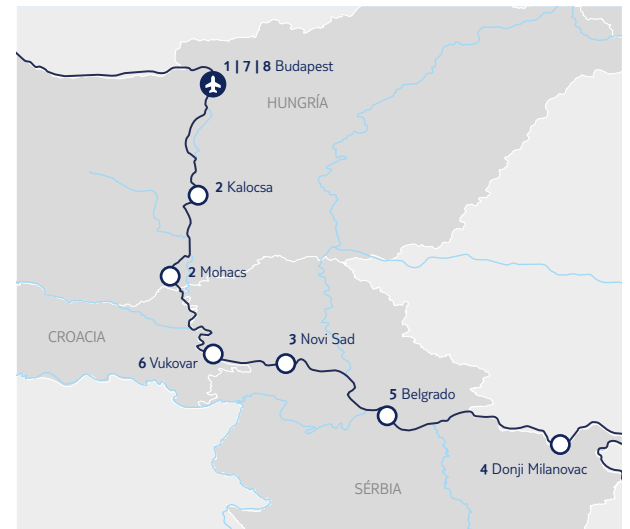 1 | 7 | 8 Budapest
HUNGRÍA
2 Kalocsa
2 Mohacs
CROACIA
3 Novi Sad
6 Vukovar
5 Belgrado
4 Donji Milanovac
SÉRBIA